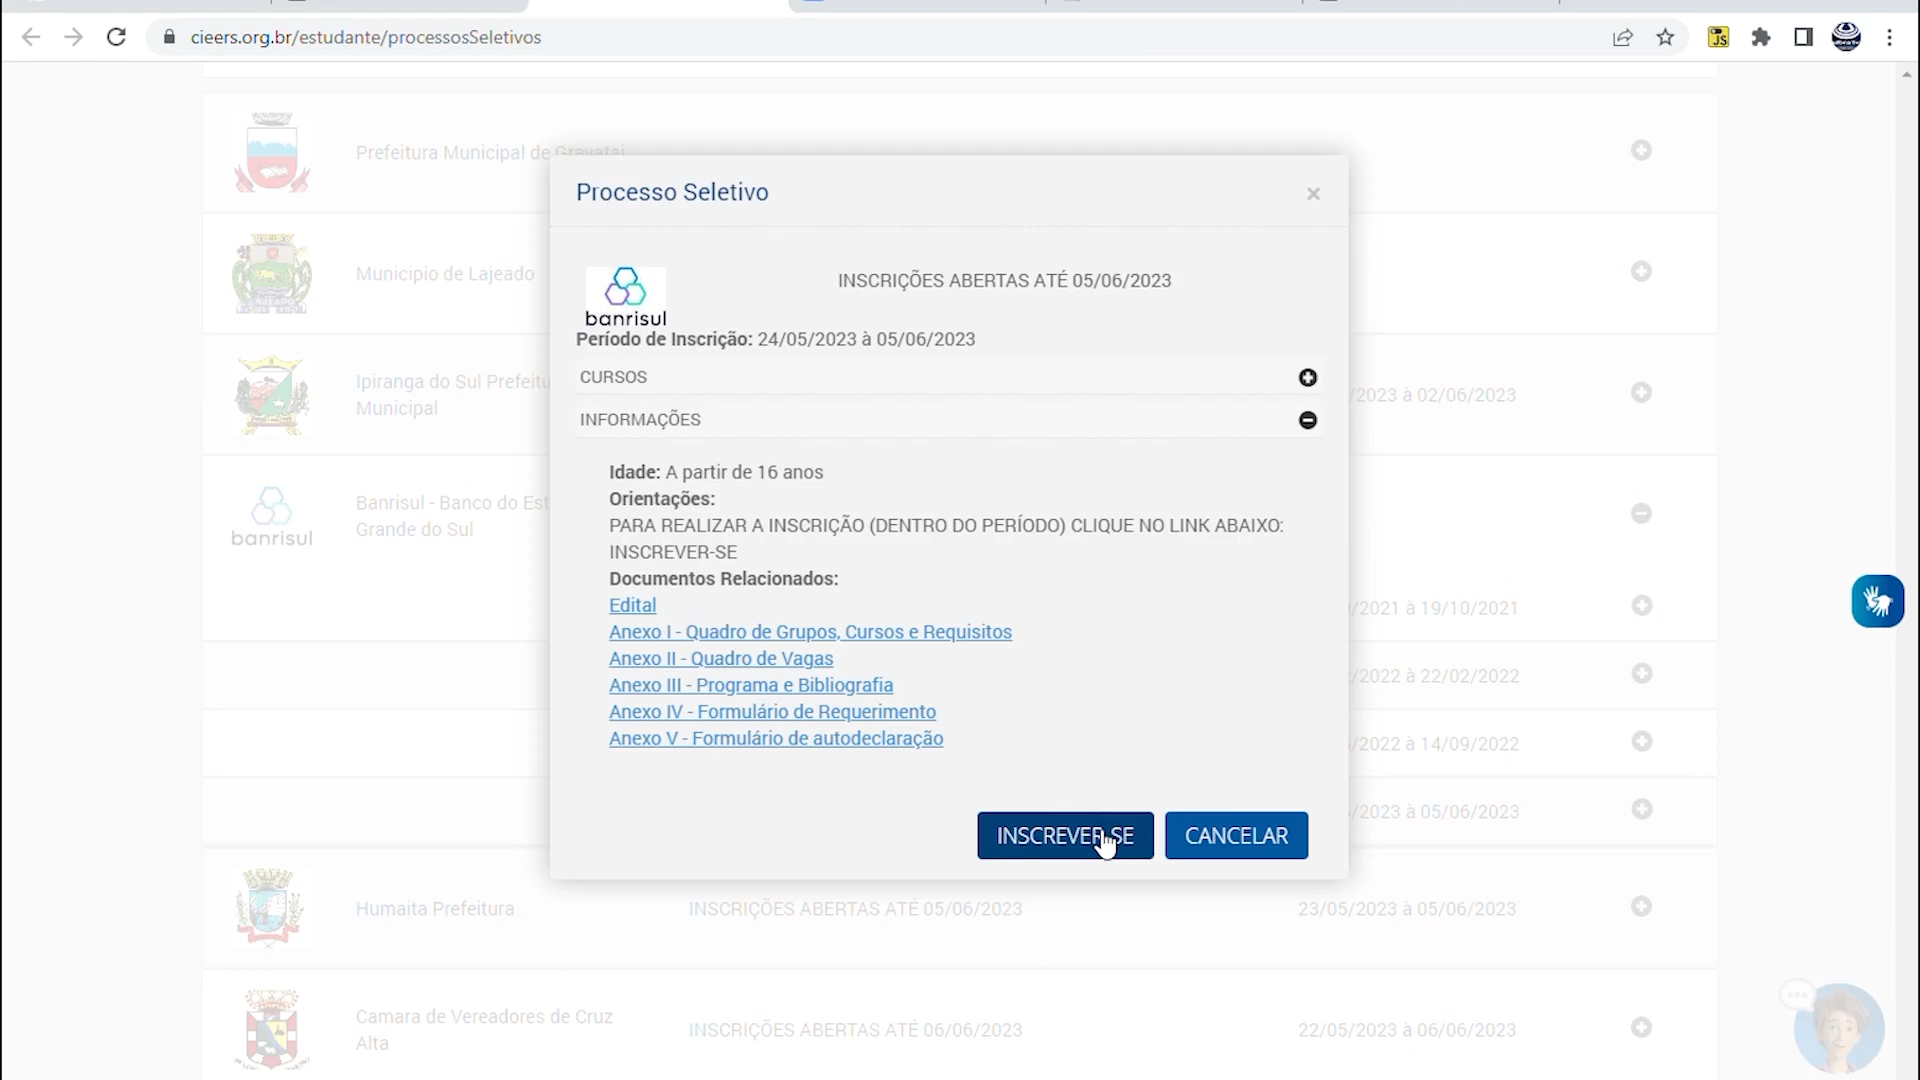 cieers.org.br/estudante/processosSeletivos
JS
Prefeitura Municipal de Gravatai
Processo Seletivo
×
INSCRIÇÕES ABERTAS ATÉ 05/06/2023
banrisul
Período de Inscrição: 24/05/2023 à 05/06/2023
CURSOS
INFORMAÇÕES
Idade: A partir de 16 anos
Orientações:
PARA REALIZAR A INSCRIÇÃO (DENTRO DO PERÍODO) CLIQUE NO LINK ABAIXO:
INSCREVER-SE
Documentos Relacionados:
Edital
Anexo I - Quadro de Grupos, Cursos e Requisitos
Anexo II - Quadro de Vagas
Anexo III - Programa e Bibliografia
Anexo IV - Formulário de Requerimento
Anexo V - Formulário de autodeclaração
INSCREVER-SE
CANCELAR
Municipio de Lajeado
LAJEADO
Ipiranga do Sul Prefeitu
Municipal
/2023 à 02/06/2023
banrisul
Banrisul - Banco do Est
Grande do Sul
/2021 à 19/10/2021
/2022 à 22/02/2022
/2022 à 14/09/2022
/2023 à 05/06/2023
Humaita Prefeitura
INSCRIÇÕES ABERTAS ATÉ 05/06/2023
23/05/2023 à 05/06/2023
Camara de Vereadores de Cruz
Alta
INSCRIÇÕES ABERTAS ATÉ 06/06/2023
22/05/2023 à 06/06/2023